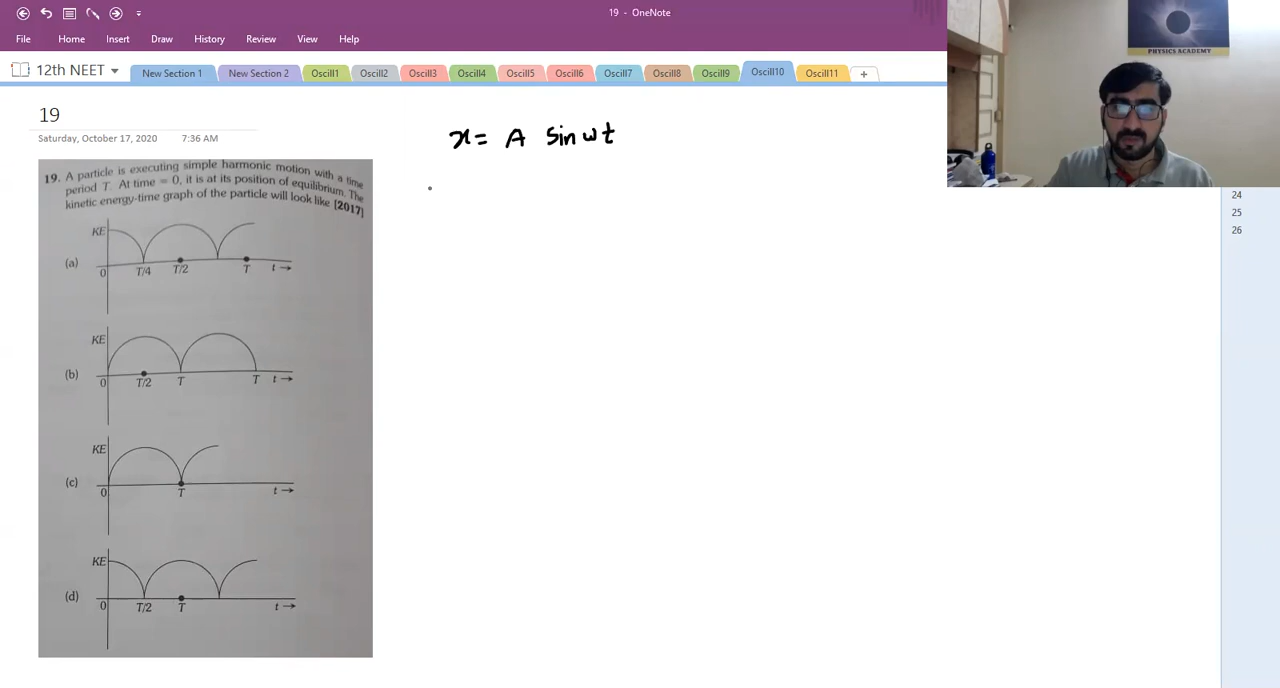 19 - OneNote
File Home Insert Draw History Review View Help
12th NEET New Section 1 New Section 2 Oscill1 Oscill2 Oscill3 Oscill4 Oscill5 Oscill6 Oscill7 Oscill8 Oscill9 Oscill10 Oscill11 +
PHYSICS ACADEMY
19
Saturday, October 17, 2020 7:36 AM
x = A sin ωt
19. A particle is executing simple harmonic motion with a time
period T. At time = 0, it is at its position of equilibrium. The
kinetic energy-time graph of the particle will look like [2017]
KE
(a)
0 T/4 T/2 T t →
KE
(b)
0 T/2 T T t →
KE
(c)
0 T t →
KE
(d)
0 T/2 T t →
24
25
26